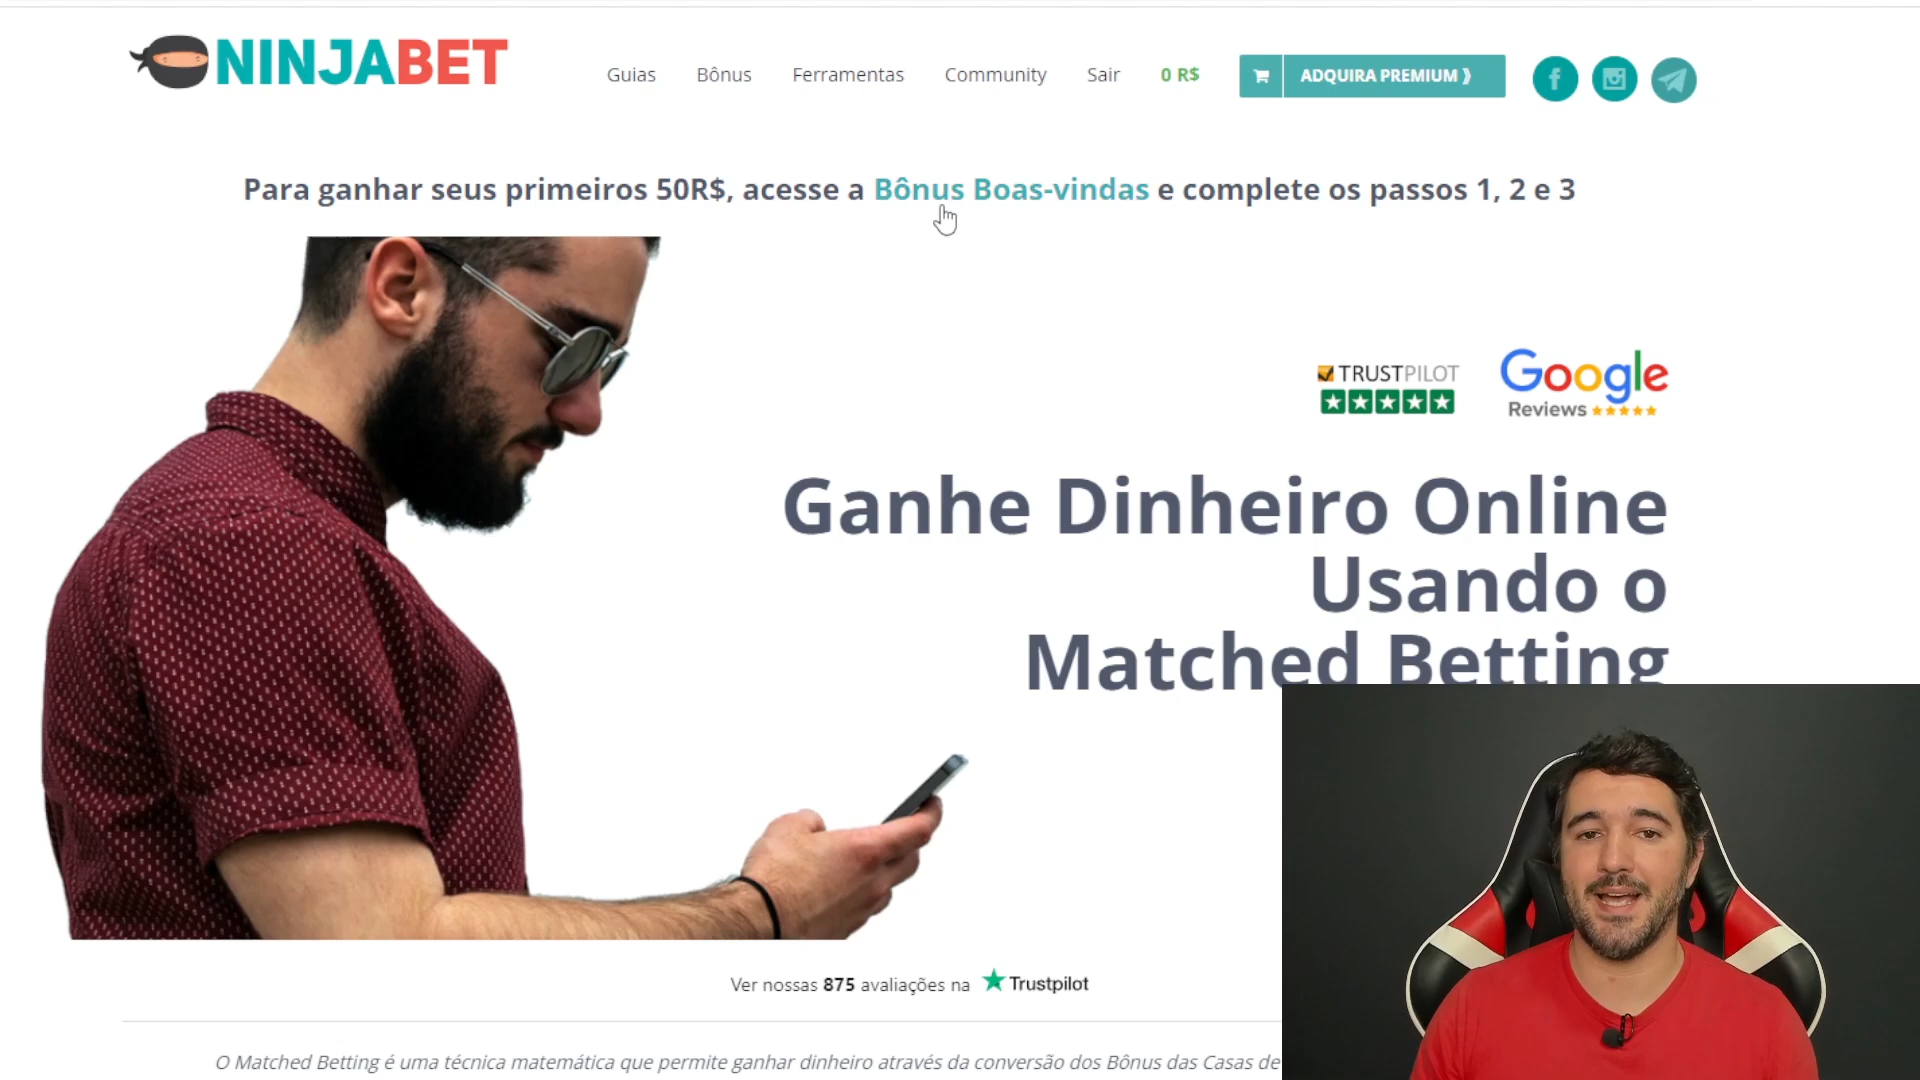 NINJABET
Guias Bônus Ferramentas Community Sair 0 R$ ADQUIRA PREMIUM ⟫
Para ganhar seus primeiros 50R$, acesse a Bônus Boas-vindas e complete os passos 1, 2 e 3
TRUSTPILOT
Google
Reviews
Ganhe Dinheiro Online
Usando o
Matched Betting
Ver nossas 875 avaliações na Trustpilot
O Matched Betting é uma técnica matemática que permite ganhar dinheiro através da conversão dos Bônus das Casas de